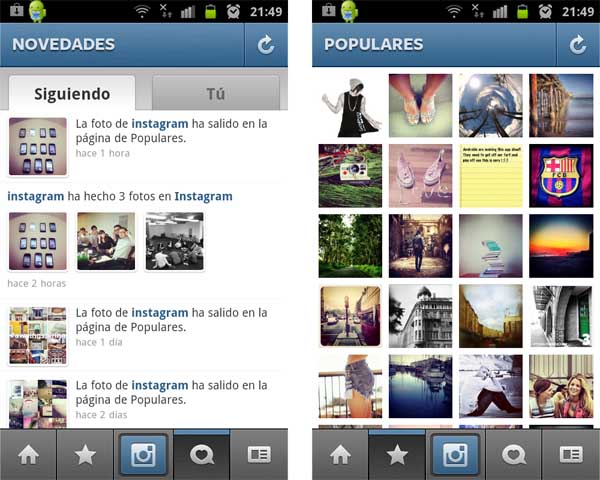 21:49
NOVEDADES
Siguiendo
Tú
La foto de instagram ha salido en la
página de Populares.
hace 1 hora
instagram ha hecho 3 fotos en Instagram
hace 2 horas
La foto de instagram ha salido en la
página de Populares.
hace 1 día
La foto de instagram ha salido en la
página de Populares.
hace 2 días
21:49
POPULARES
FCB